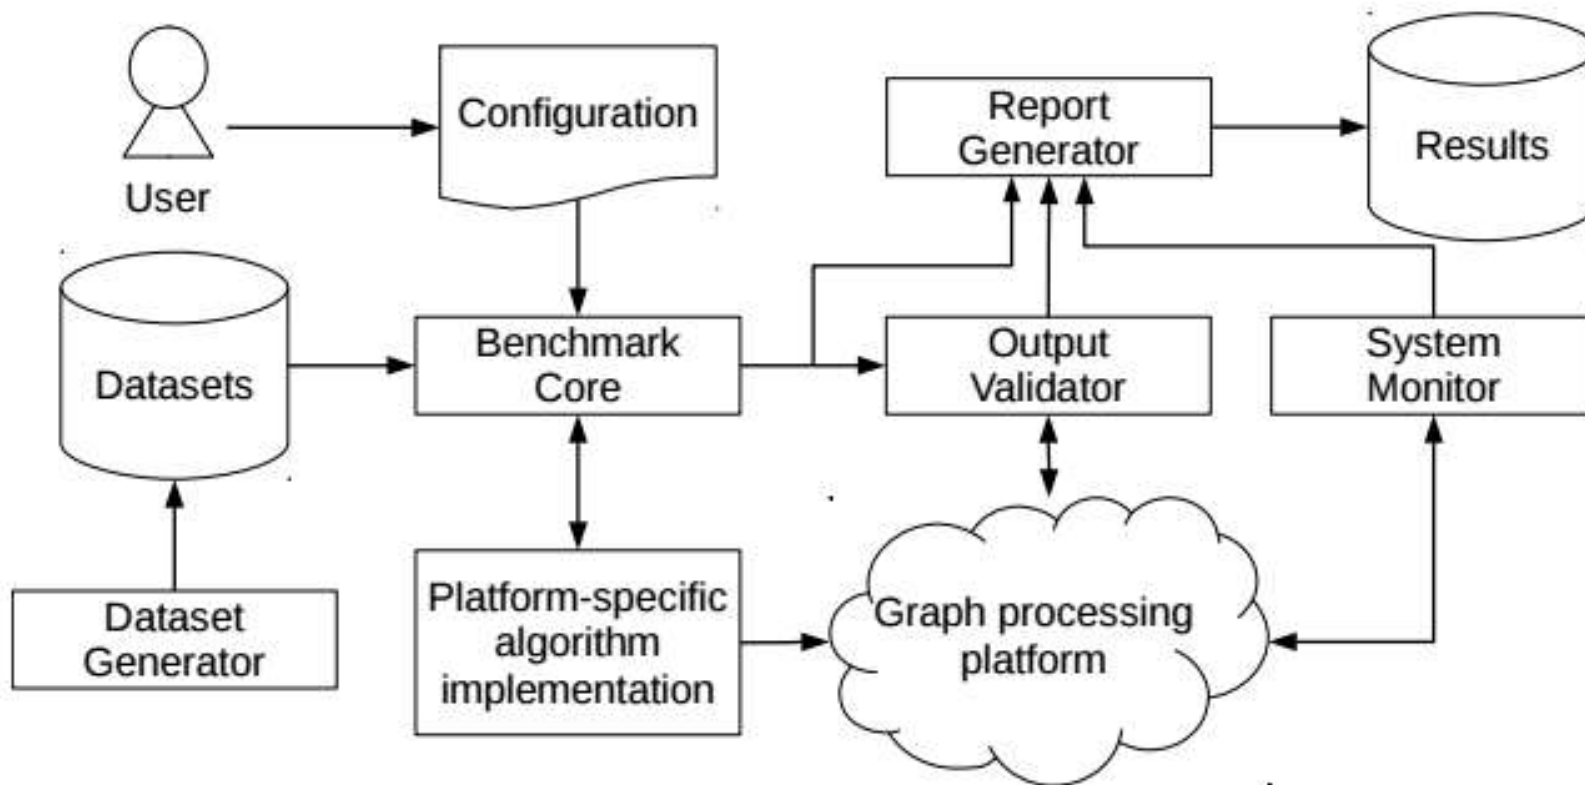 User
Configuration
Report
Generator
Results
Datasets
Benchmark
Core
Output
Validator
System
Monitor
Dataset
Generator
Platform-specific
algorithm
implementation
Graph processing
platform